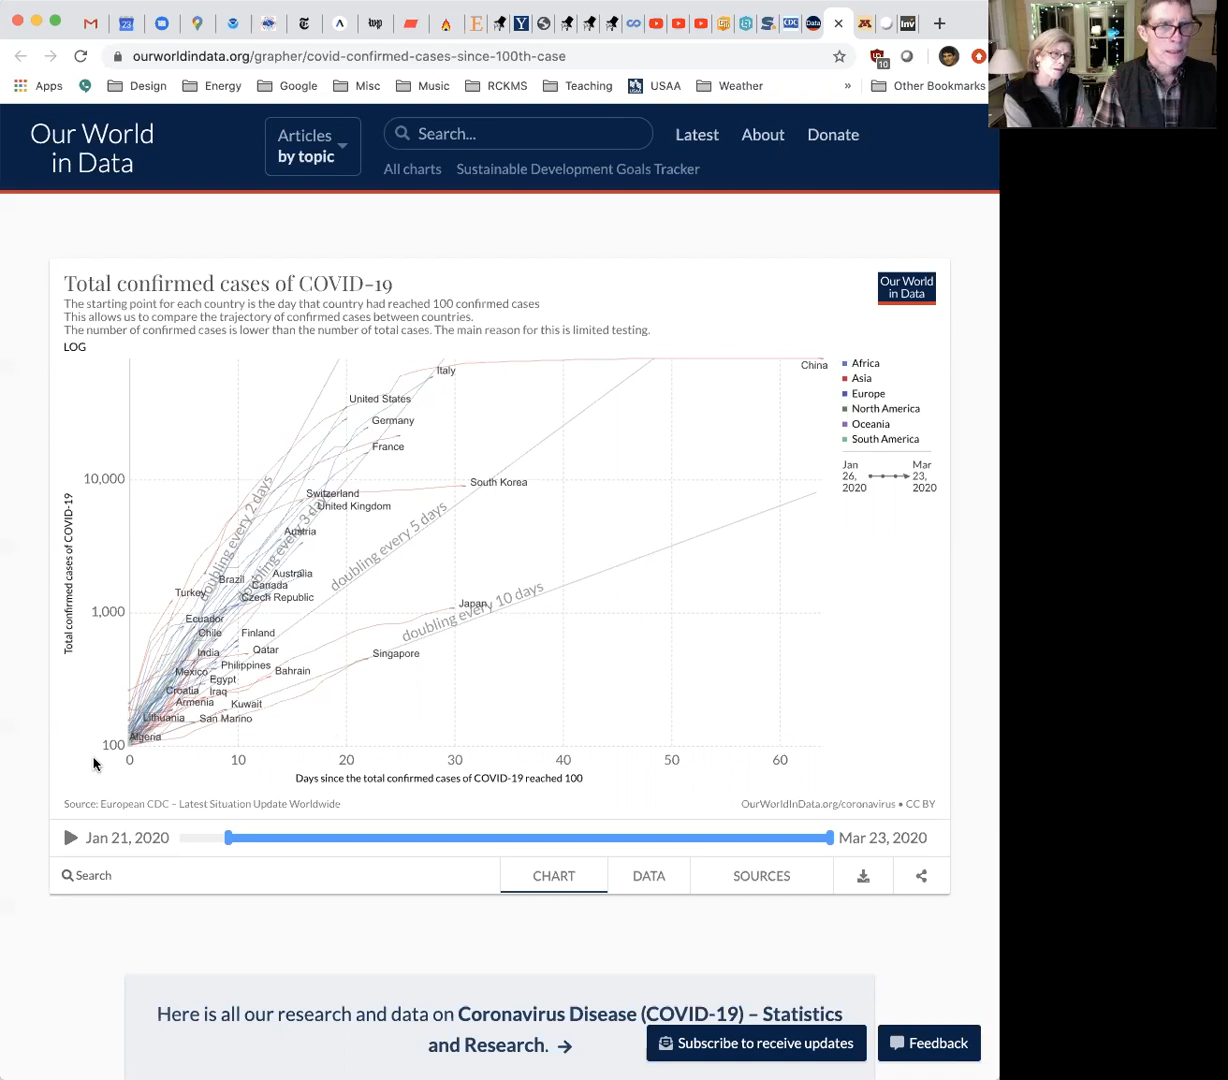 23
Y
wp
CDC
Data
Inv
ourworldindata.org/grapher/covid-confirmed-cases-since-100th-case
10
Apps
Design
Energy
Google
Misc
Music
RCKMS
Teaching
USAA
Weather
»
Other Bookmarks
Our World
in Data
Articles
by topic
Search...
Latest
About
Donate
All charts
Sustainable Development Goals Tracker
Total confirmed cases of COVID-19
The starting point for each country is the day that country had reached 100 confirmed cases
This allows us to compare the trajectory of confirmed cases between countries.
The number of confirmed cases is lower than the number of total cases. The main reason for this is limited testing.
Our World
in Data
LOG
Total confirmed cases of COVID-19
10,000
1,000
100
China
Italy
United States
Germany
France
South Korea
Switzerland
United Kingdom
Austria
doubling every 2 days
doubling every 3 days
doubling every 5 days
doubling every 10 days
Brazil
Australia
Canada
Turkey
Czech Republic
Japan
Ecuador
Chile
Finland
India
Qatar
Singapore
Philippines
Mexico
Bahrain
Egypt
Croatia
Iraq
Armenia
Kuwait
Lithuania
San Marino
Algeria
0
10
20
30
40
50
60
Days since the total confirmed cases of COVID-19 reached 100
Africa
Asia
Europe
North America
Oceania
South America
Jan
26,
2020
Mar
23,
2020
Source: European CDC – Latest Situation Update Worldwide
OurWorldInData.org/coronavirus • CC BY
Jan 21, 2020
Mar 23, 2020
Search
CHART
DATA
SOURCES
Here is all our research and data on Coronavirus Disease (COVID-19) – Statistics
and Research. →
Subscribe to receive updates
Feedback